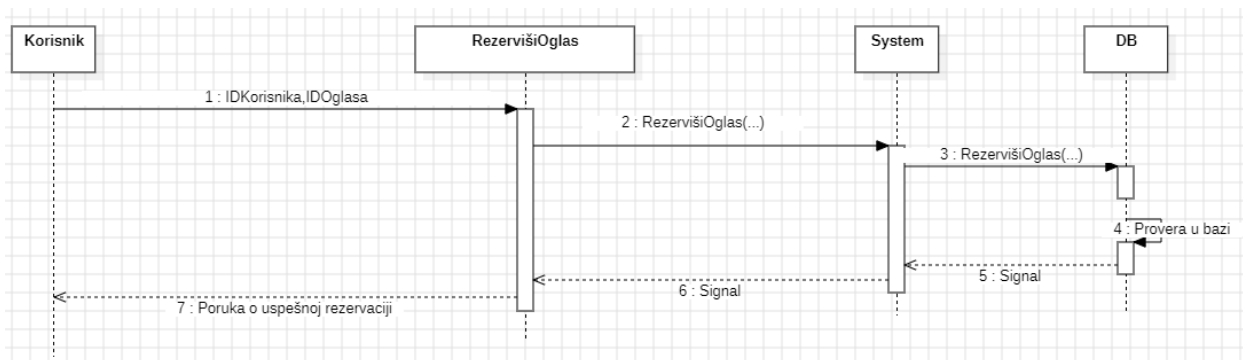 Korisnik
RezervišiOglas
System
DB
1 : IDKorisnika,IDOglasa
2 : RezervišiOglas(...)
3 : RezervišiOglas(...)
4 : Provera u bazi
5 : Signal
6 : Signal
7 : Poruka o uspešnoj rezervaciji